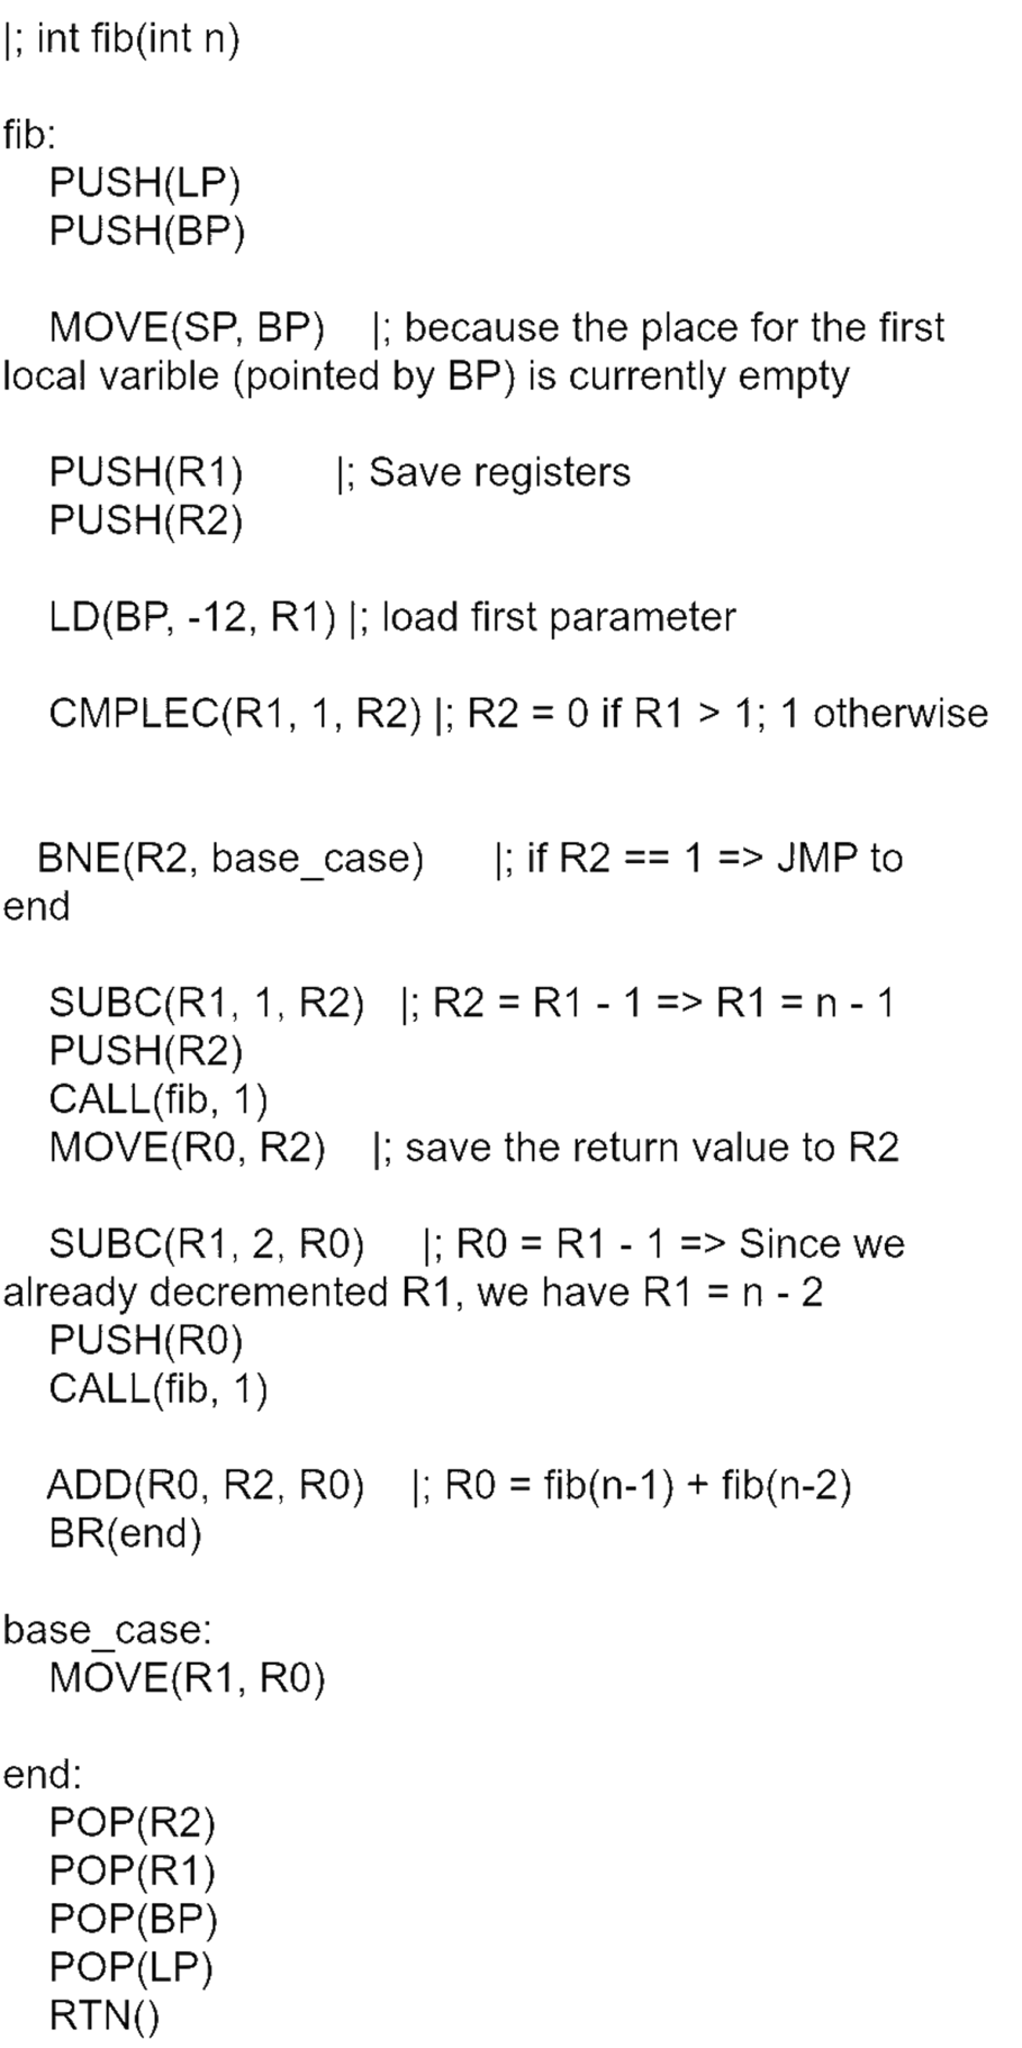 |; int fib(int n)
fib:
PUSH(LP)
PUSH(BP)
MOVE(SP, BP) |; because the place for the first
local varible (pointed by BP) is currently empty
PUSH(R1) |; Save registers
PUSH(R2)
LD(BP, -12, R1) |; load first parameter
CMPLEC(R1, 1, R2) |; R2 = 0 if R1 > 1; 1 otherwise
BNE(R2, base_case) |; if R2 == 1 => JMP to
end
SUBC(R1, 1, R2) |; R2 = R1 - 1 => R1 = n - 1
PUSH(R2)
CALL(fib, 1)
MOVE(R0, R2) |; save the return value to R2
SUBC(R1, 2, R0) |; R0 = R1 - 1 => Since we
already decremented R1, we have R1 = n - 2
PUSH(R0)
CALL(fib, 1)
ADD(R0, R2, R0) |; R0 = fib(n-1) + fib(n-2)
BR(end)
base_case:
MOVE(R1, R0)
end:
POP(R2)
POP(R1)
POP(BP)
POP(LP)
RTN()